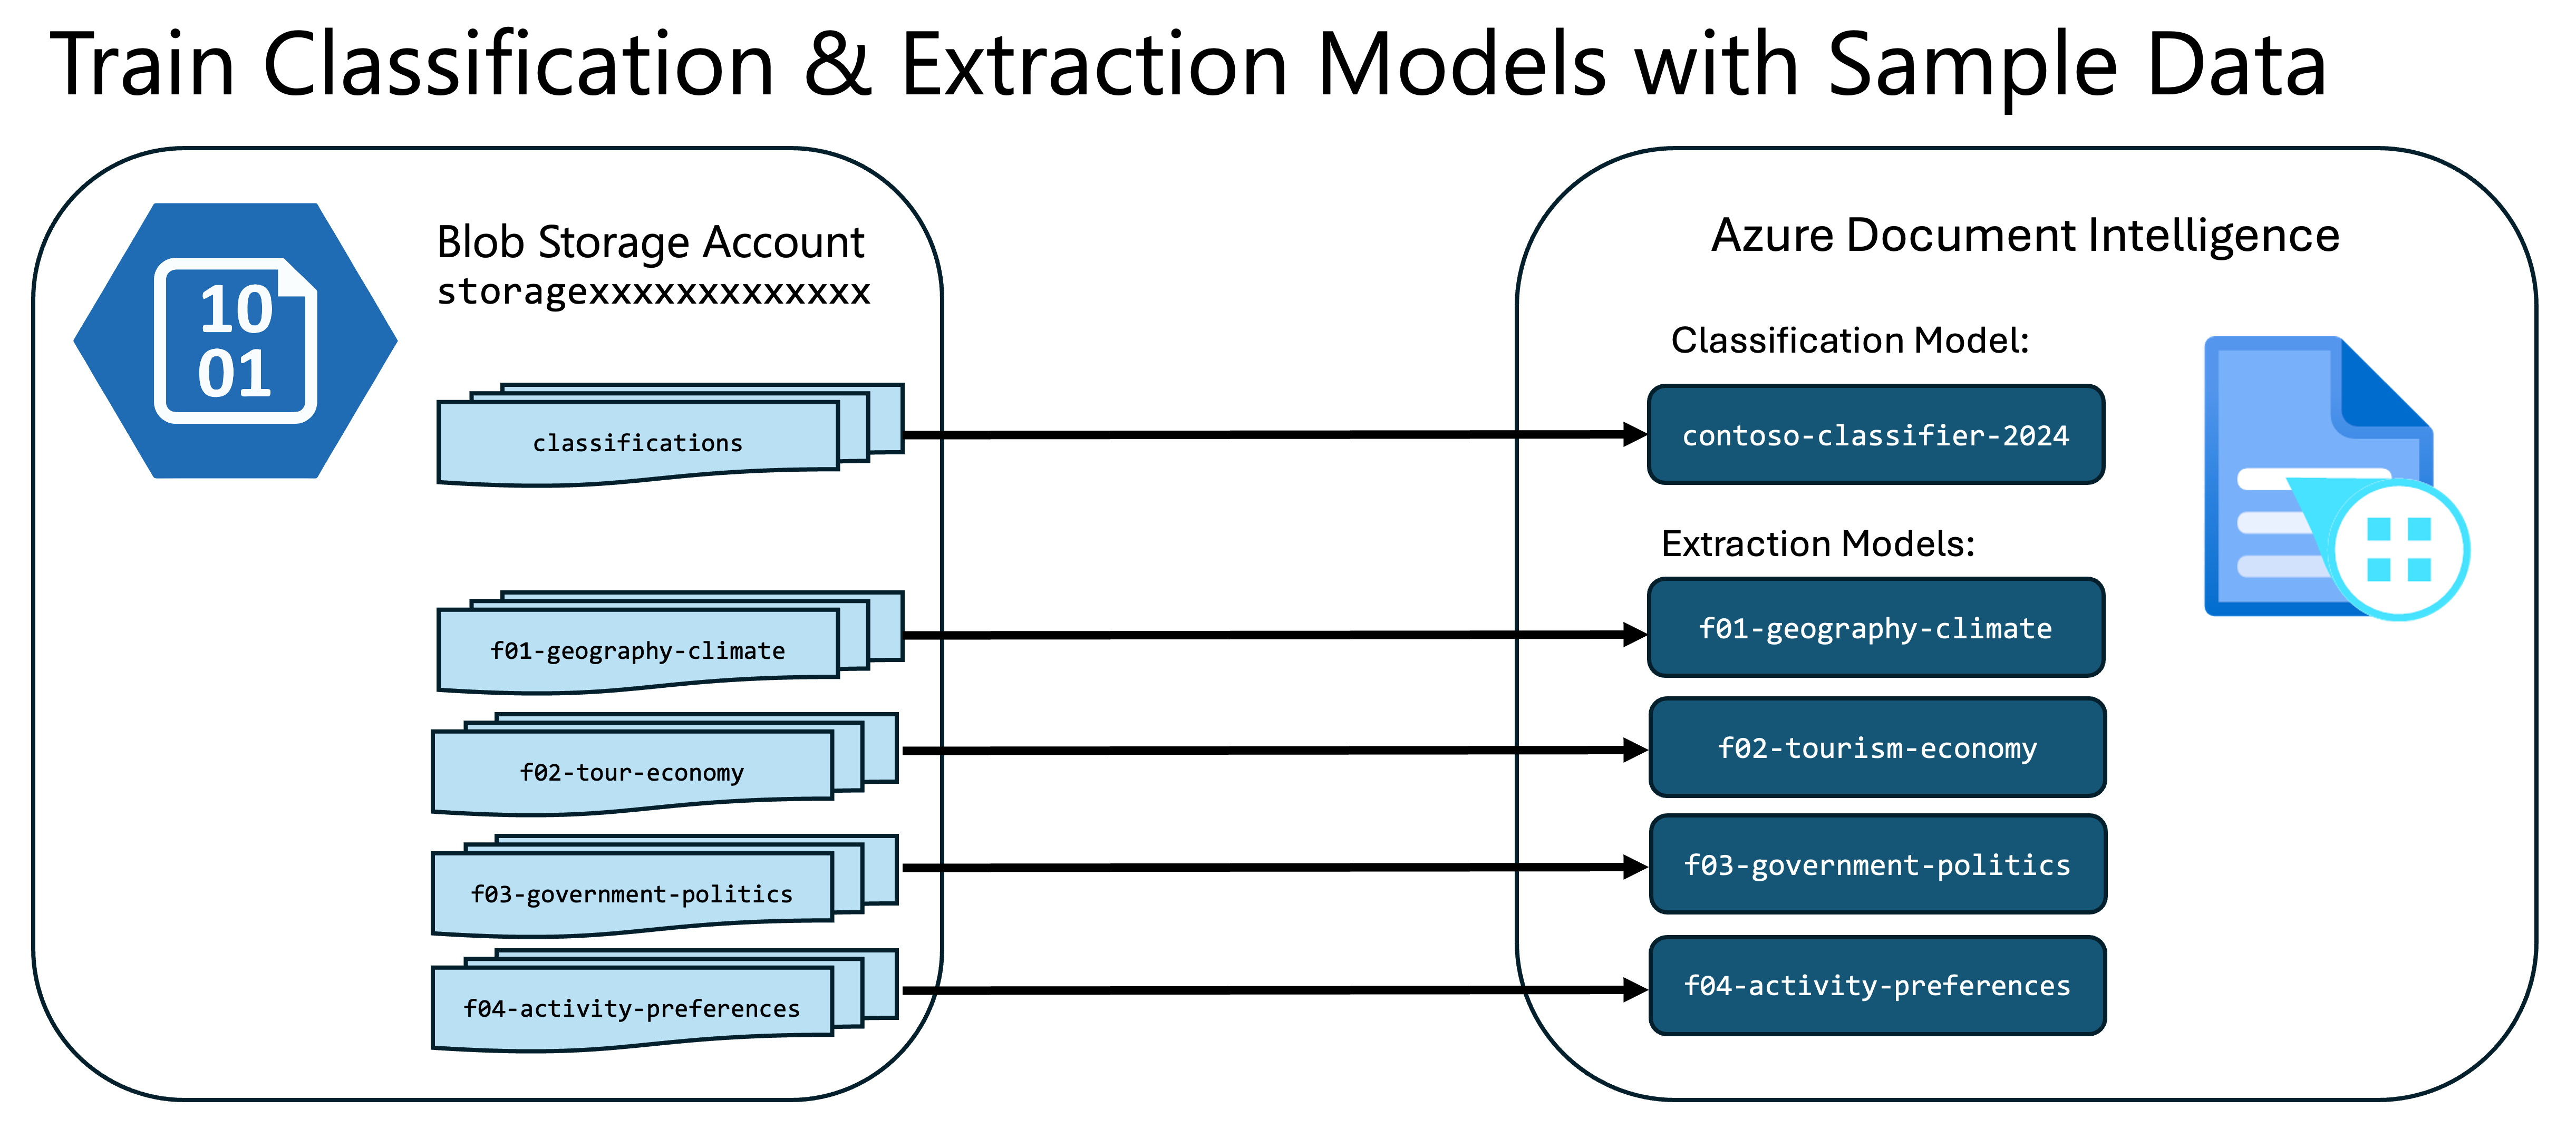 Train Classification & Extraction Models with Sample Data
10
01
Blob Storage Account
storagexxxxxxxxxxxxx
classifications
f01-geography-climate
f02-tour-economy
f03-government-politics
f04-activity-preferences
Azure Document Intelligence
Classification Model:
contoso-classifier-2024
Extraction Models:
f01-geography-climate
f02-tourism-economy
f03-government-politics
f04-activity-preferences